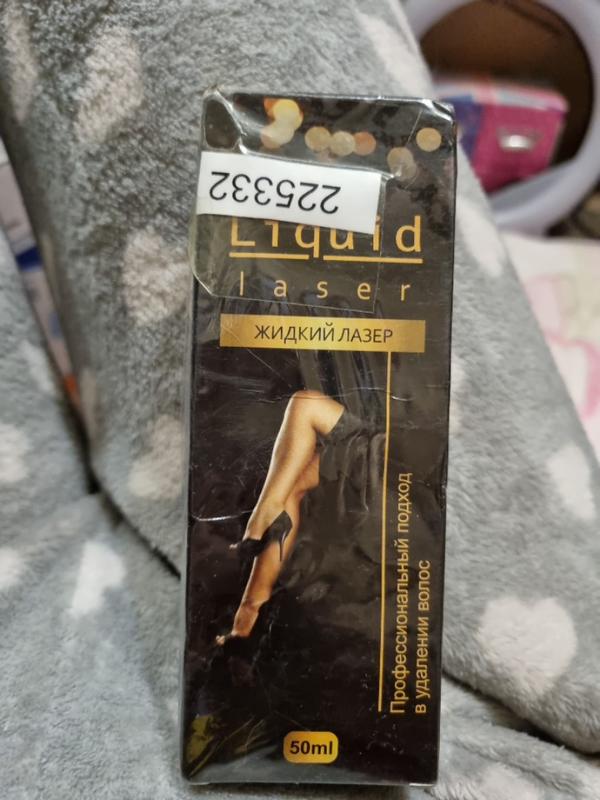 225332
Liquid
laser
ЖИДКИЙ ЛАЗЕР
Профессиональный подход
в удалении волос
50ml